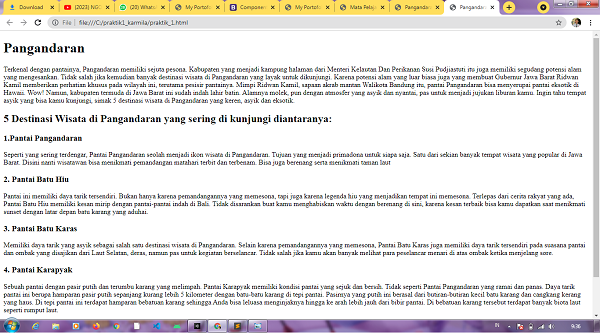 Download
(2023) NGT
(20) Whats
My Portofo
Component
My Portofo
Mata Pelaj
Pangandara
Pangandar
File | file:///C:/praktik1_karmila/praktik_1.html
Pangandaran
Terkenal dengan pantainya, Pangandaran memiliki sejuta pesona. Kabupaten yang menjadi kampung halaman dari Menteri Kelautan Dan Perikanan Susi Pudjiastuti itu juga memiliki segudang potensi alam
yang mengesankan. Tidak salah jika kemudian banyak destinasi wisata di Pangandaran yang layak untuk dikunjungi. Karena potensi alam yang luar biasa juga yang membuat Gubernur Jawa Barat Ridwan
Kamil memberikan perhatian khusus pada wilayah ini, terutama pesisir pantainya. Mimpi Ridwan Kamil, sapaan akrab mantan Walikota Bandung itu, pantai Pangandaran bisa menyerupai pantai eksotik di
Hawaii. Wow! Namun, kabupaten termuda di Jawa Barat ini sudah indah lahir batin. Alamnya molek, pun dengan atmosfer yang asyik dan nyantai, pas untuk menjadi jujukan liburan kamu. Ingin tahu tempat
asyik yang bisa kamu kunjungi, simak 5 destinasi wisata di Pangandaran yang keren, asyik dan eksotik.
5 Destinasi Wisata di Pangandaran yang sering di kunjungi diantaranya:
1.Pantai Pangandaran
Seperti yang sering terdengar, Pantai Pangandaran seolah menjadi ikon wisata di Pangandaran. Tujuan yang menjadi primadona untuk siapa saja. Satu dari sekian banyak tempat wisata yang popular di Jawa
Barat. Disini nanti wisatawan bisa menikmati pemandangan matahari terbit dan terbenam. Bisa juga berenang serta menikmati taman laut
2. Pantai Batu Hiu
Pantai ini memiliki daya tarik tersendiri. Bukan hanya karena pemandangannya yang memesona, tapi juga karena legenda hiu yang menjadikan tempat ini memesona. Terlepas dari cerita rakyat yang ada,
Pantai Batu Hiu memiliki kesan mirip dengan pantai-pantai indah di Bali. Tidak disarankan buat kamu menghabiskan waktu dengan berenang di sini, karena kesan terbaik bisa kamu dapatkan saat menikmati
sunset dengan latar depan batu karang yang aduhai.
3. Pantai Batu Karas
Memiliki daya tarik yang asyik sebagai salah satu destinasi wisata di Pangandaran. Selain karena pemandangannya yang memesona, Pantai Batu Karas juga memiliki daya tarik tersendiri pada suasana pantai
dan ombak yang disajikan dari Laut Selatan, deras, namun pas untuk kegiatan berselancar. Tidak salah jika kamu akan banyak melihat para peselancar menari di atas ombak ketika menjelang sore.
4. Pantai Karapyak
Sebuah pantai dengan pasir putih dan terumbu karang yang melimpah. Pantai Karapyak memiliki kondisi pantai yang sejuk dan bersih. Tidak seperti Pantai Pangandaran yang ramai dan panas. Daya tarik
pantai ini berupa hamparan pasir putih sepanjang kurang lebih 5 kilometer dengan batu-batu karang di tepi pantai. Pasirnya yang putih ini berasal dari butiran-butiran kecil batu karang dan cangkang kerang
yang haus. Di tepi pantai ini terdapat hamparan bebatuan karang sehingga Anda bisa leluasa menginjaknya hingga ke arah lebih jauh dari bibir pantai. Di bebatuan karang tersebut terdapat banyak biota laut
seperti rumput laut.
IN
9:36